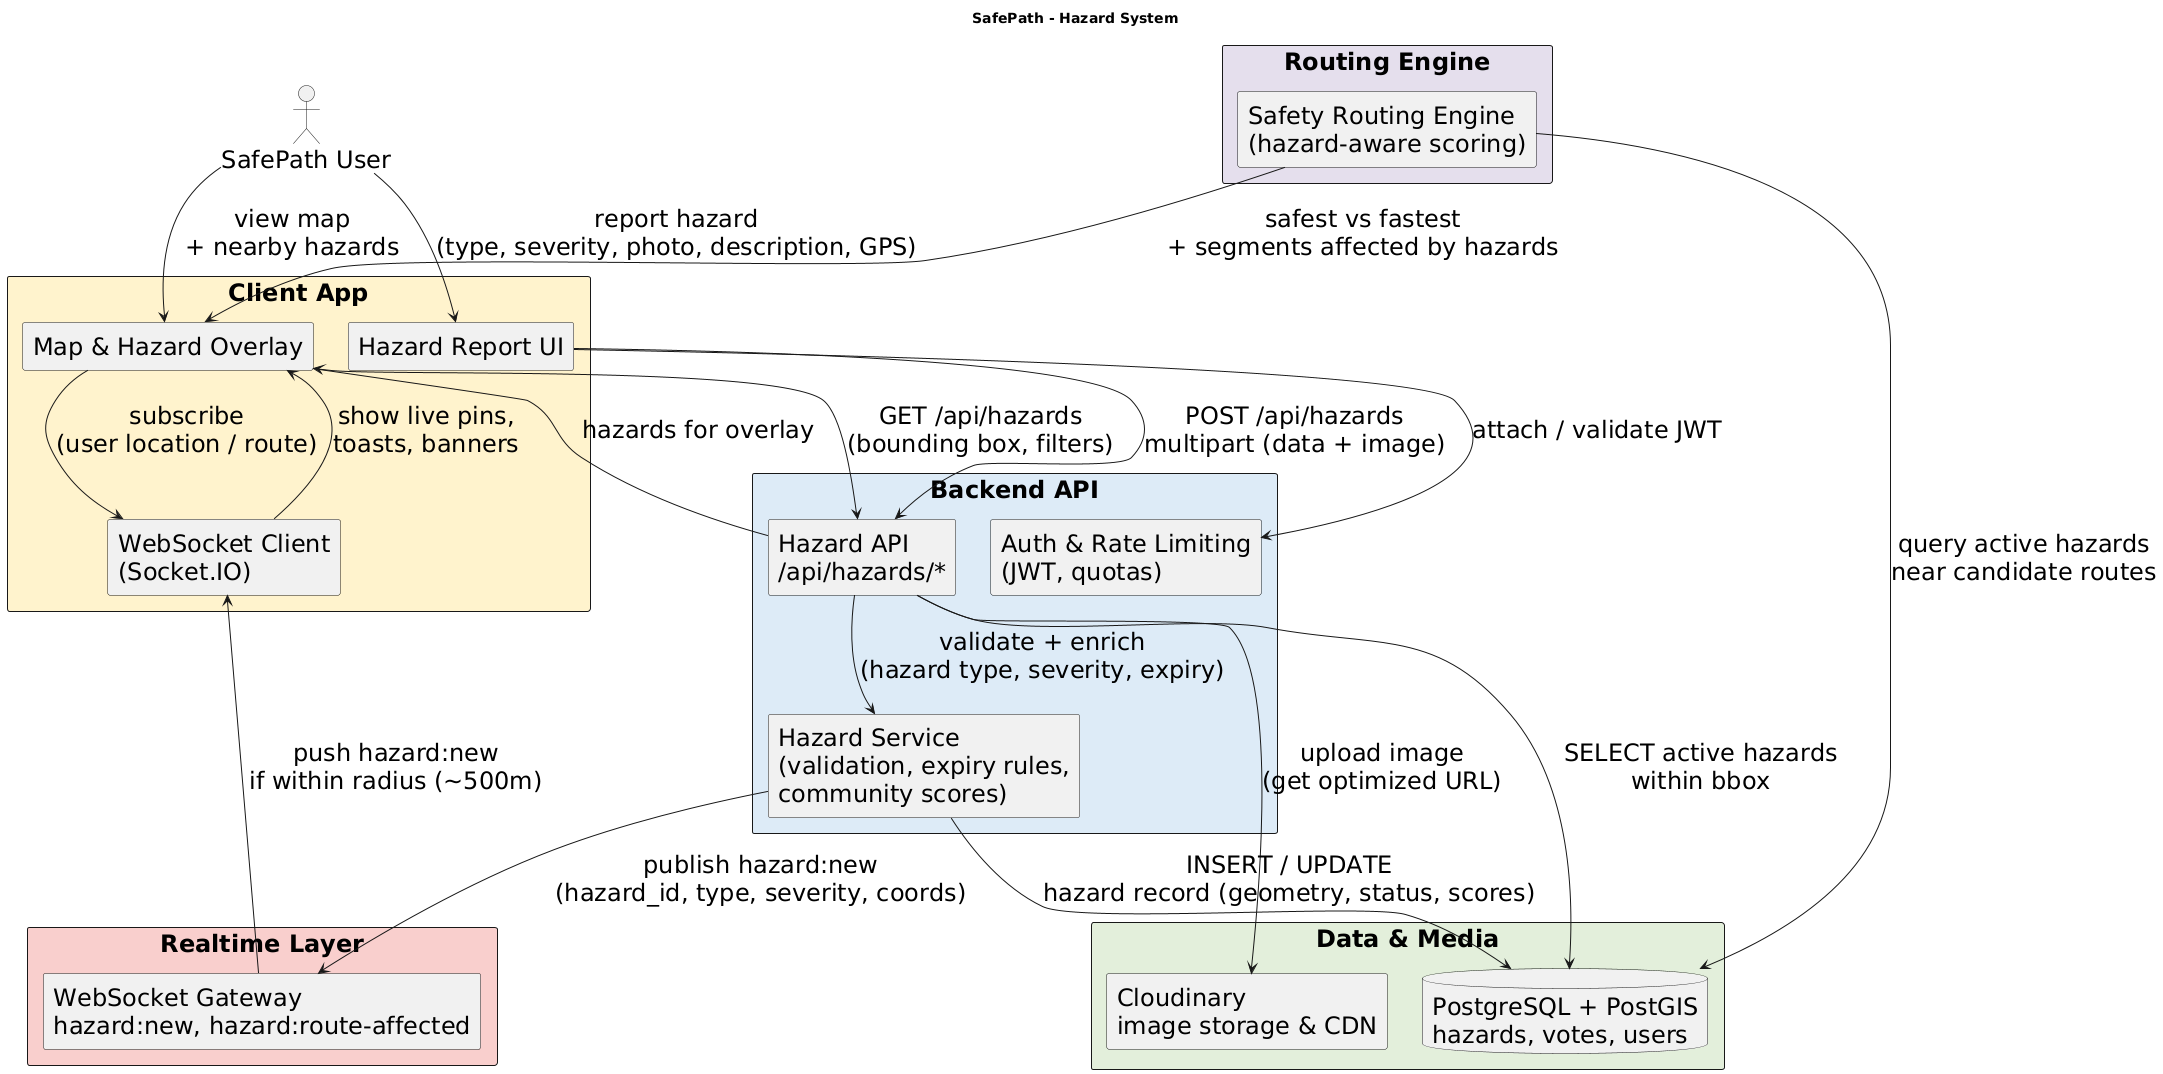 SafePath - Hazard System
Routing Engine
Safety Routing Engine
(hazard-aware scoring)
SafePath User
view map
+ nearby hazards
report hazard
(type, severity, photo, description, GPS)
safest vs fastest
+ segments affected by hazards
Client App
Map & Hazard Overlay
Hazard Report UI
subscribe
(user location / route)
show live pins,
toasts, banners
hazards for overlay
GET /api/hazards
(bounding box, filters)
POST /api/hazards
multipart (data + image)
attach / validate JWT
WebSocket Client
(Socket.IO)
Backend API
Hazard API
/api/hazards/*
Auth & Rate Limiting
(JWT, quotas)
query active hazards
near candidate routes
validate + enrich
(hazard type, severity, expiry)
Hazard Service
(validation, expiry rules,
community scores)
push hazard:new
if within radius (~500m)
upload image
(get optimized URL)
SELECT active hazards
within bbox
publish hazard:new
(hazard_id, type, severity, coords)
INSERT / UPDATE
hazard record (geometry, status, scores)
Realtime Layer
WebSocket Gateway
hazard:new, hazard:route-affected
Data & Media
Cloudinary
image storage & CDN
PostgreSQL + PostGIS
hazards, votes, users